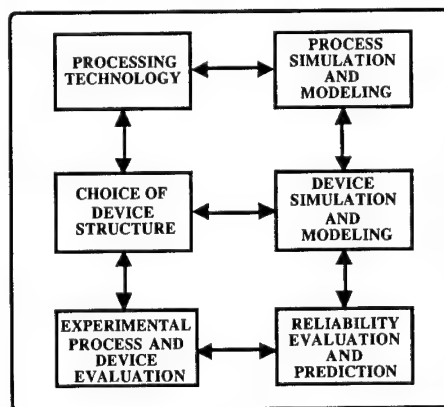 PROCESSING
TECHNOLOGY
PROCESS
SIMULATION
AND
MODELING
CHOICE OF
DEVICE
STRUCTURE
DEVICE
SIMULATION
AND
MODELING
EXPERIMENTAL
PROCESS AND
DEVICE
EVALUATION
RELIABILITY
EVALUATION
AND
PREDICTION